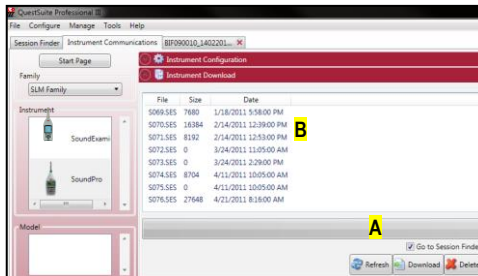 QuestSuite Professional II
File Configure Manage Tools Help
Session Finder Instrument Communications BIF090010_1402201...
Start Page
Family
SLM Family
Instrument
SoundExami
SoundPro
Model
Instrument Configuration
Instrument Download
File Size Date
S069.SES 7680 1/18/2011 5:58:00 PM
S070.SES 16384 2/14/2011 12:39:00 PM
S071.SES 8192 2/14/2011 12:53:00 PM
S072.SES 0 3/24/2011 11:05:00 AM
S073.SES 0 3/24/2011 2:29:00 PM
S074.SES 8704 4/11/2011 10:05:00 AM
S075.SES 0 4/11/2011 10:05:00 AM
S076.SES 27648 4/21/2011 8:16:00 AM
B
A
Go to Session Finde
Refresh Download Delete